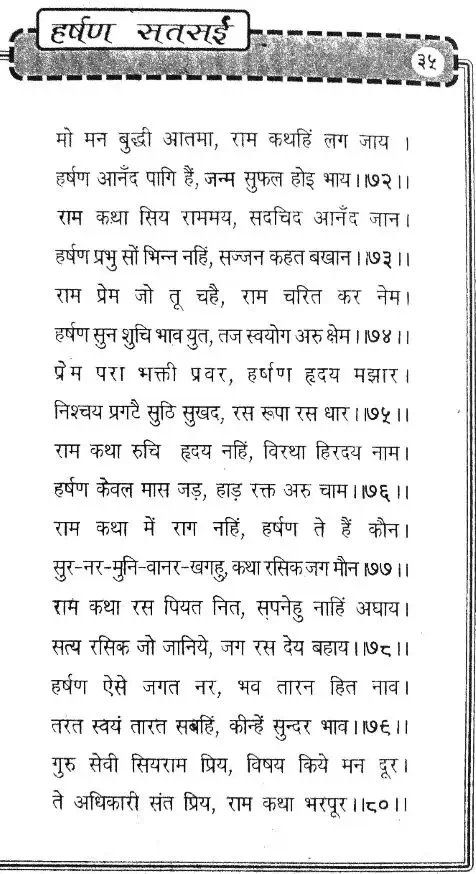 हर्षण सतसई
३५
मो मन बुद्धी आतमा, राम कथहिं लग जाय ।
हर्षण आनँद पागि हैं, जन्म सुफल होइ भाय।।७२।।
राम कथा सिय राममय, सदचिद आनँद जान।
हर्षण प्रभु सों भिन्न नहिं, सज्जन कहत बखान।।७३।।
राम प्रेम जो तू चहै, राम चरित कर नेम।
हर्षण सुन शुचि भाव युत, तज स्वयोग अरु क्षेम।।७४।।
प्रेम परा भक्ती प्रवर, हर्षण हृदय मझार।
निश्चय प्रगटै सुठि सुखद, रस रूपा रस धार।।७५।।
राम कथा रुचि हृदय नहिं, विरथा हिरदय नाम।
हर्षण केवल मास जड़, हाड़ रक्त अरु चाम।।७६।।
राम कथा में राग नहिं, हर्षण ते हैं कौन।
सुर-नर-मुनि-वानर-खगहु, कथा रसिक जग मौन।।७७।।
राम कथा रस पियत नित, सपनेहु नाहिं अघाय।
सत्य रसिक जो जानिये, जग रस देय बहाय।।७८।।
हर्षण ऐसे जगत नर, भव तारन हित नाव।
तरत स्वयं तारत सबहिं, कीन्हें सुन्दर भाव।।७९।।
गुरु सेवी सियराम प्रिय, विषय किये मन दूर।
ते अधिकारी संत प्रिय, राम कथा भरपूर।।८०।।